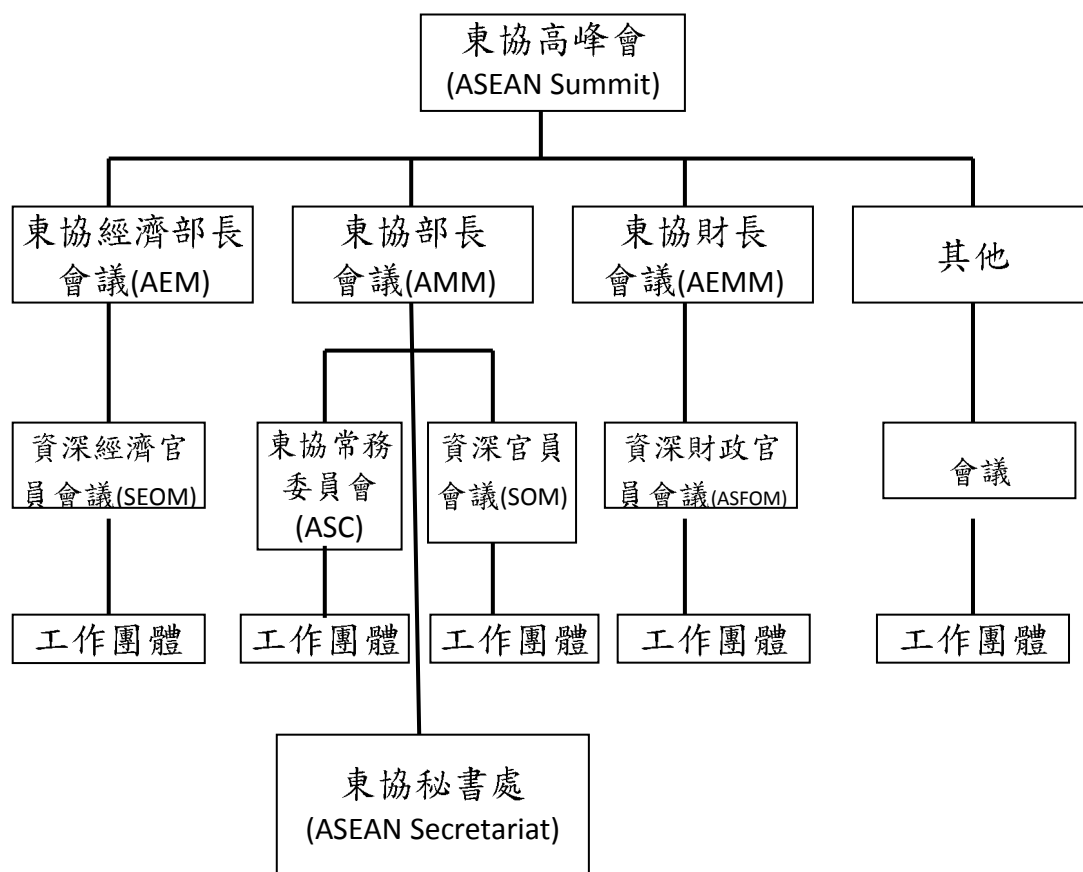 東協高峰會
(ASEAN Summit)
東協經濟部長
會議(AEM)
東協部長
會議(AMM)
東協財長
會議(AEMM)
其他
資深經濟官
員會議(SEOM)
東協常務
委員會
(ASC)
資深官員
會議(SOM)
資深財政官
員會議(ASFOM)
會議
工作團體
工作團體
工作團體
工作團體
工作團體
東協秘書處
(ASEAN Secretariat)